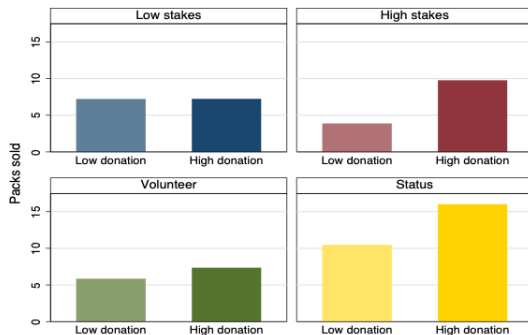 Low stakes High stakes
15
10
5
0
Low donation High donation Low donation High donation
Packs sold
Volunteer Status
15
10
5
0
Low donation High donation Low donation High donation